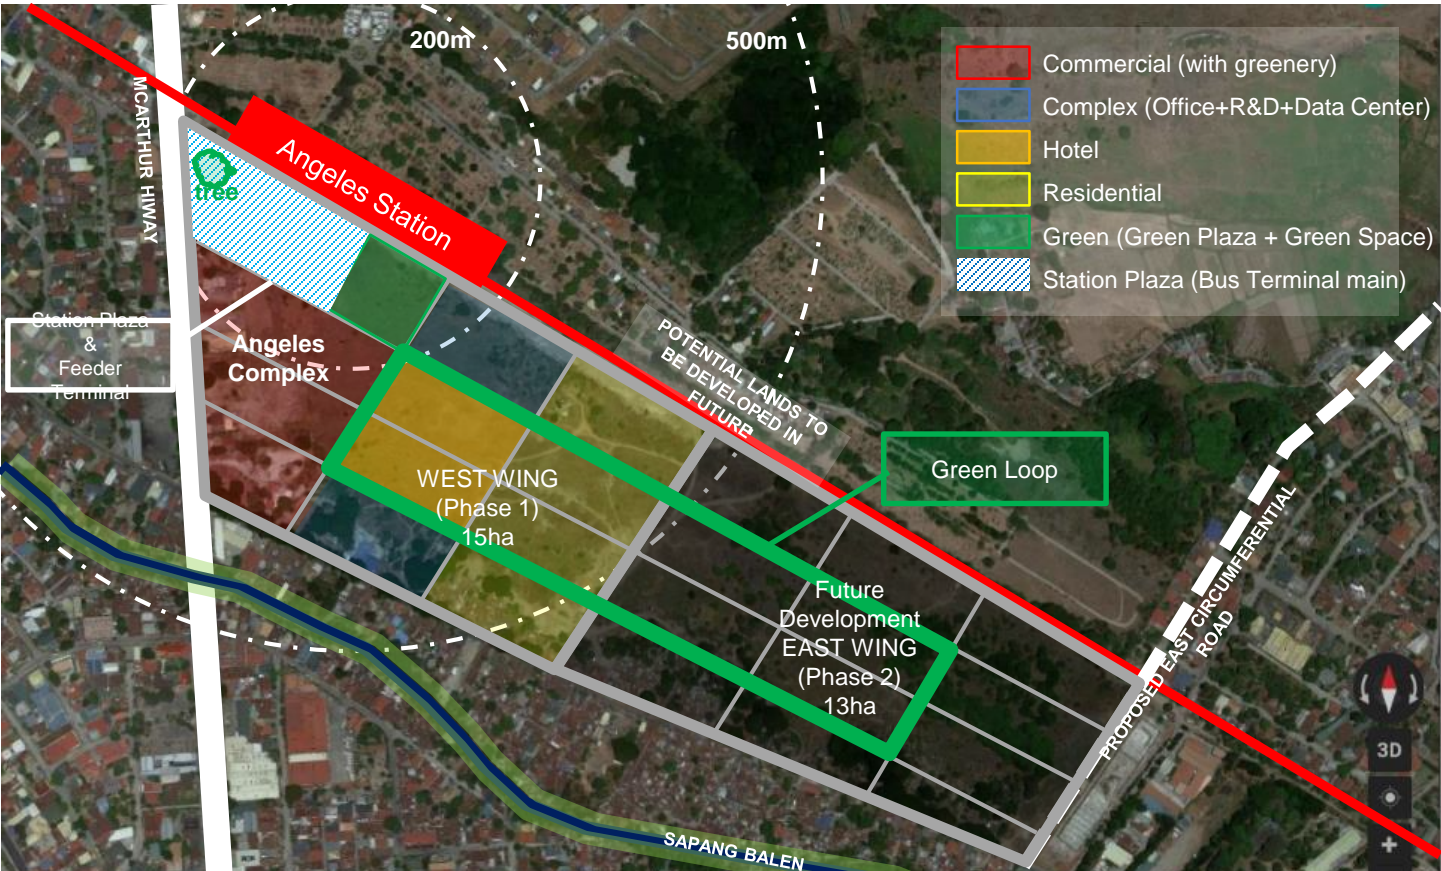 200m
500m
Commercial (with greenery)
Complex (Office+R&D+Data Center)
Hotel
Residential
Green (Green Plaza + Green Space)
Station Plaza (Bus Terminal main)
MCARTHUR HIWAY
tree
Angeles Station
Station Plaza
&
Feeder
Terminal
Angeles
Complex
POTENTIAL LANDS TO
BE DEVELOPED IN
FUTURE
Green Loop
WEST WING
(Phase 1)
15ha
Future
Development
EAST WING
(Phase 2)
13ha
PROPOSED EAST CIRCUMFERENTIAL
ROAD
SAPANG BALEN
3D